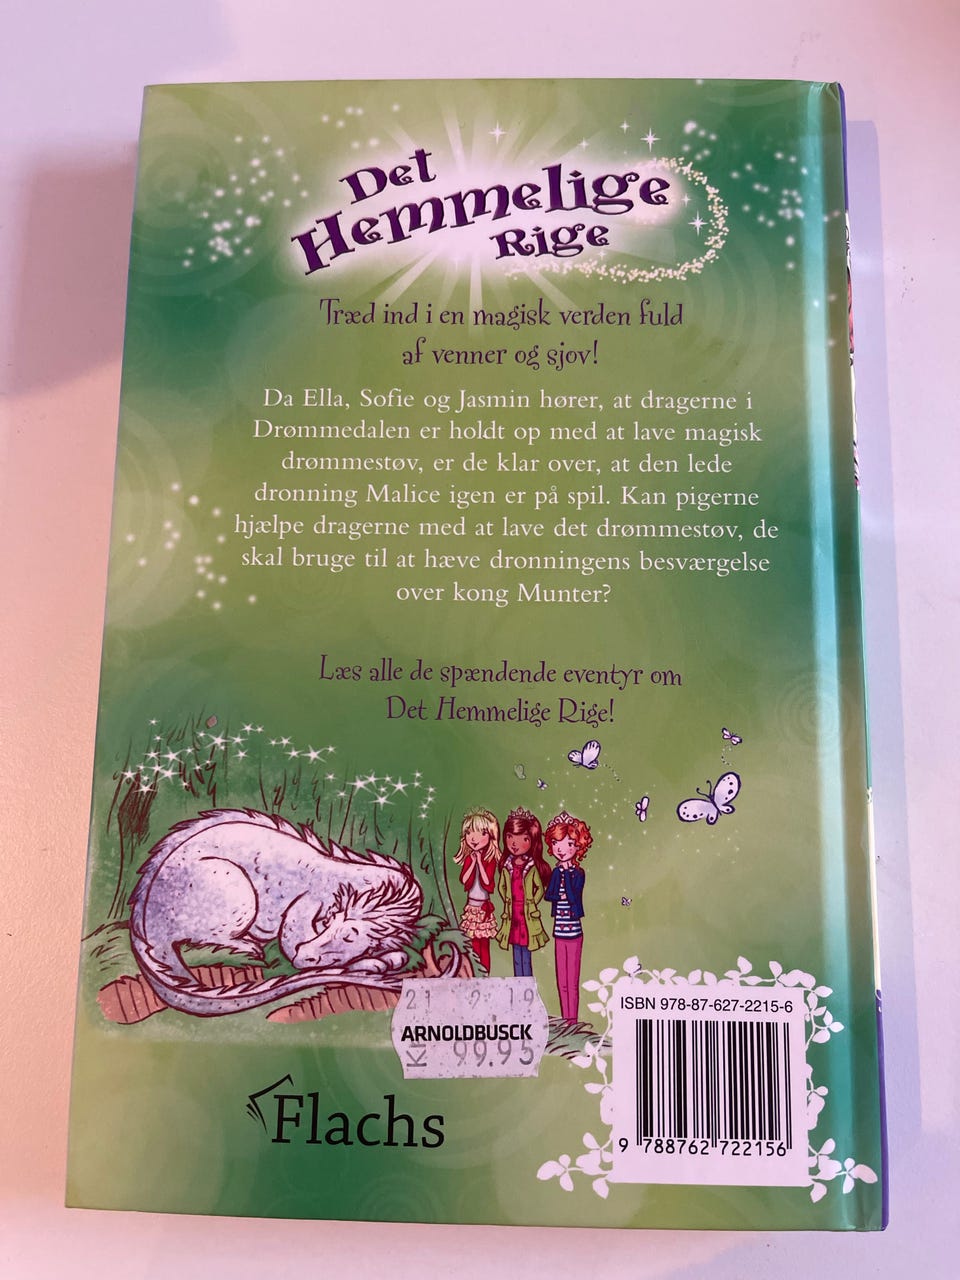 Det
Hemmelige
Rige
Træd ind i en magisk verden fuld
af venner og sjov!
Da Ella, Sofie og Jasmin hører, at dragerne i
Drømmedalen er holdt op med at lave magisk
drømmestøv, er de klar over, at den lede
dronning Malice igen er på spil. Kan pigerne
hjælpe dragerne med at lave det drømmestøv, de
skal bruge til at hæve dronningens besværgelse
over kong Munter?
Læs alle de spændende eventyr om
Det Hemmelige Rige!
21 2 19
ARNOLDBUSCK
99.95
Flachs
ISBN 978-87-627-2215-6
9 788762 722156